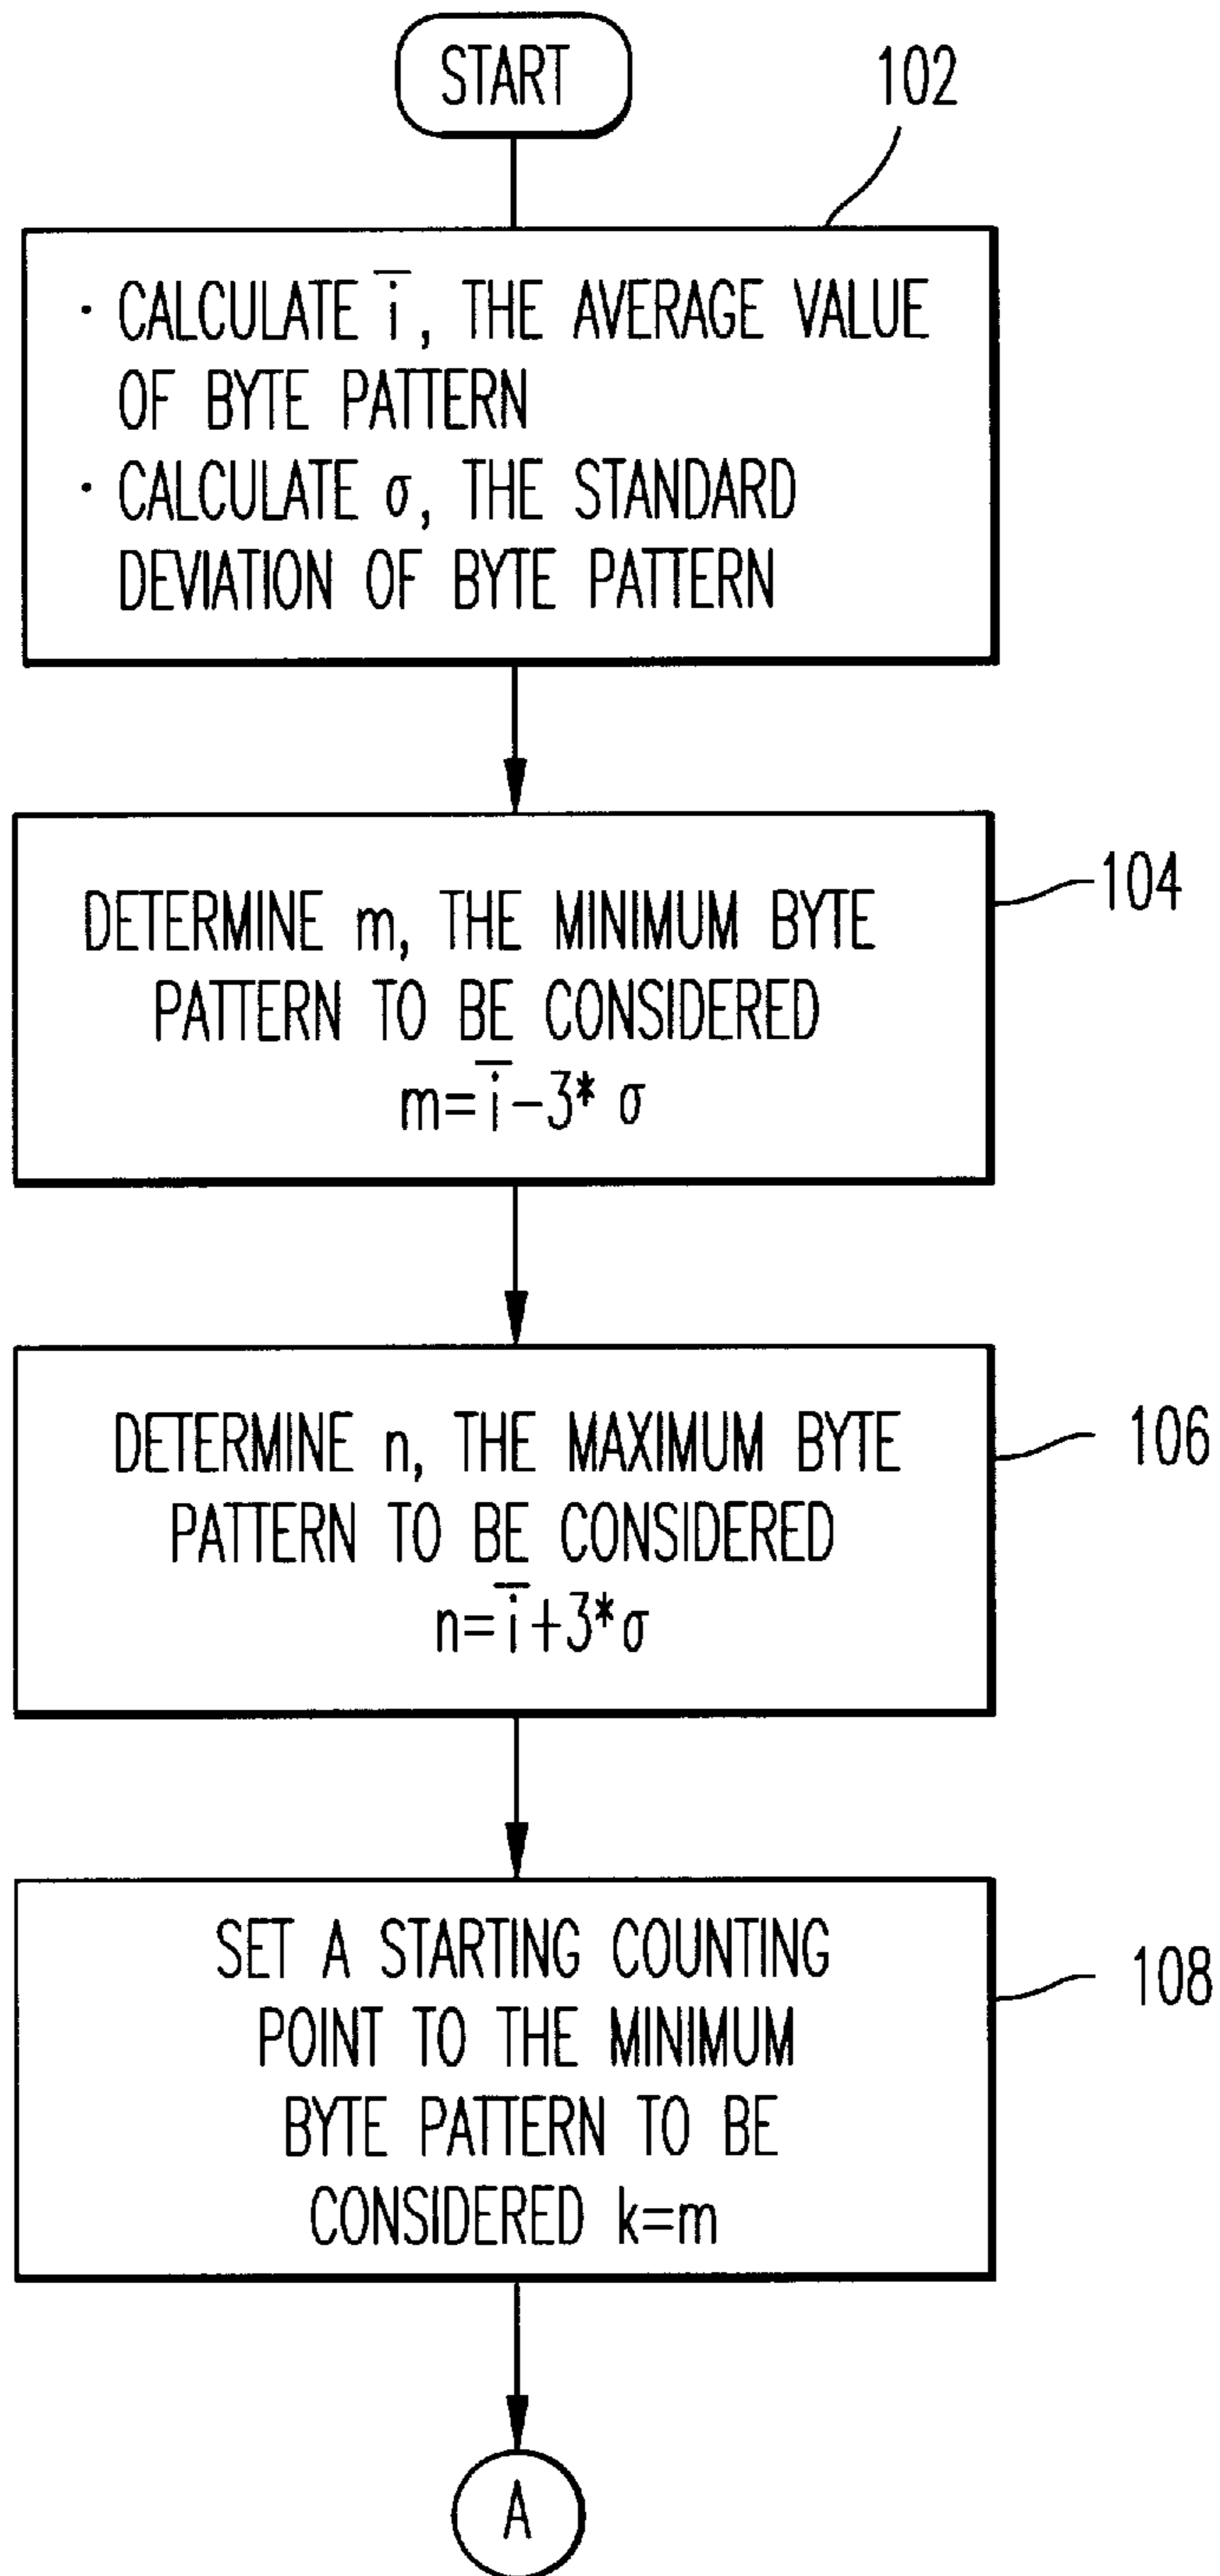 START
102
· CALCULATE i̅, THE AVERAGE VALUE
OF BYTE PATTERN
· CALCULATE σ, THE STANDARD
DEVIATION OF BYTE PATTERN
104
DETERMINE m, THE MINIMUM BYTE
PATTERN TO BE CONSIDERED
m=i̅-3* σ
106
DETERMINE n, THE MAXIMUM BYTE
PATTERN TO BE CONSIDERED
n=i̅+3*σ
108
SET A STARTING COUNTING
POINT TO THE MINIMUM
BYTE PATTERN TO BE
CONSIDERED k=m
A